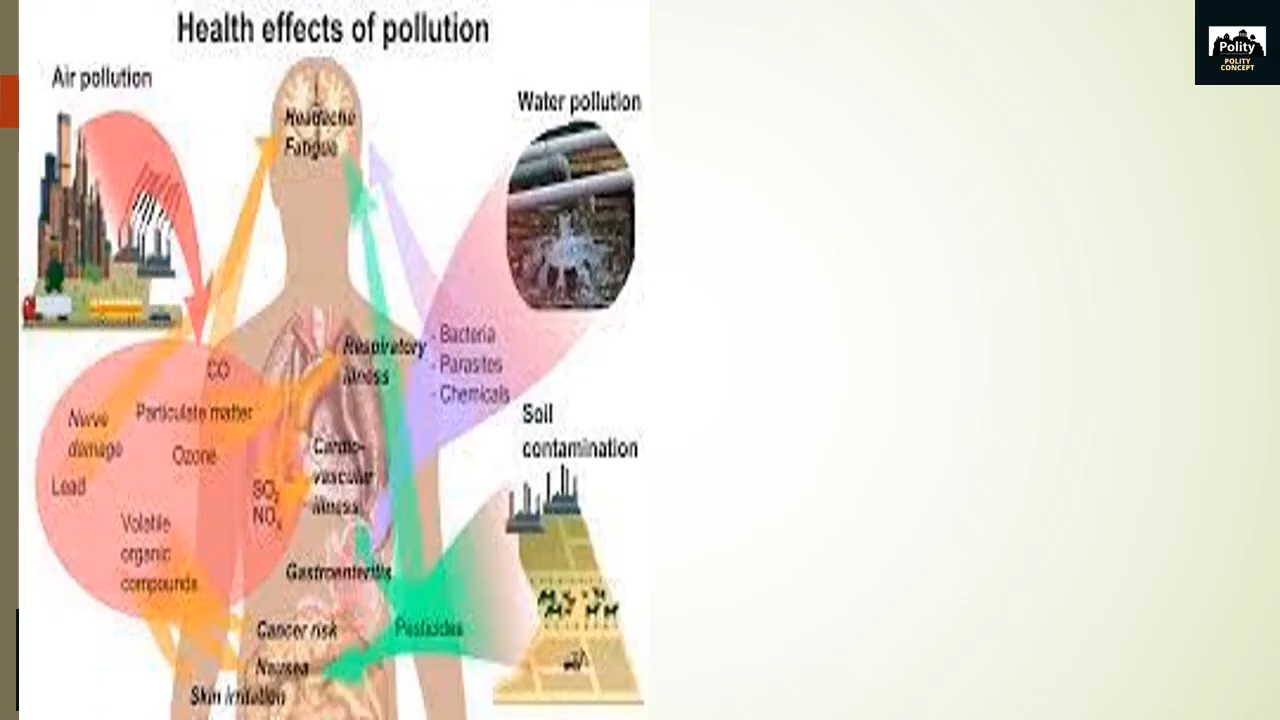 Health effects of pollution
Air pollution
Headache
Fatigue
Water pollution
Polity
POLITY
CONCEPT
- Bacteria
- Parasites
- Chemicals
Respiratory
illness
CO
Particulate matter
Nerve
damage
Ozone
Lead
SO₂
NOₓ
Volatile
organic
compounds
Cardio-
vascular
illness
Soil
contamination
Gastroenteritis
Pesticides
Cancer risk
Nausea
Skin irritation